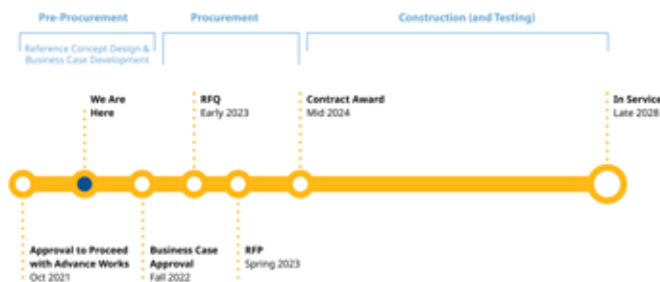 Pre-Procurement
Procurement
Construction (and Testing)
Reference Concept Design &
Business Case Development
We Are
Here
RFQ
Early 2023
Contract Award
Mid 2024
In Service
Late 2028
Approval to Proceed
with Advance Works
Oct 2021
Business Case
Approval
Fall 2022
RFP
Spring 2023